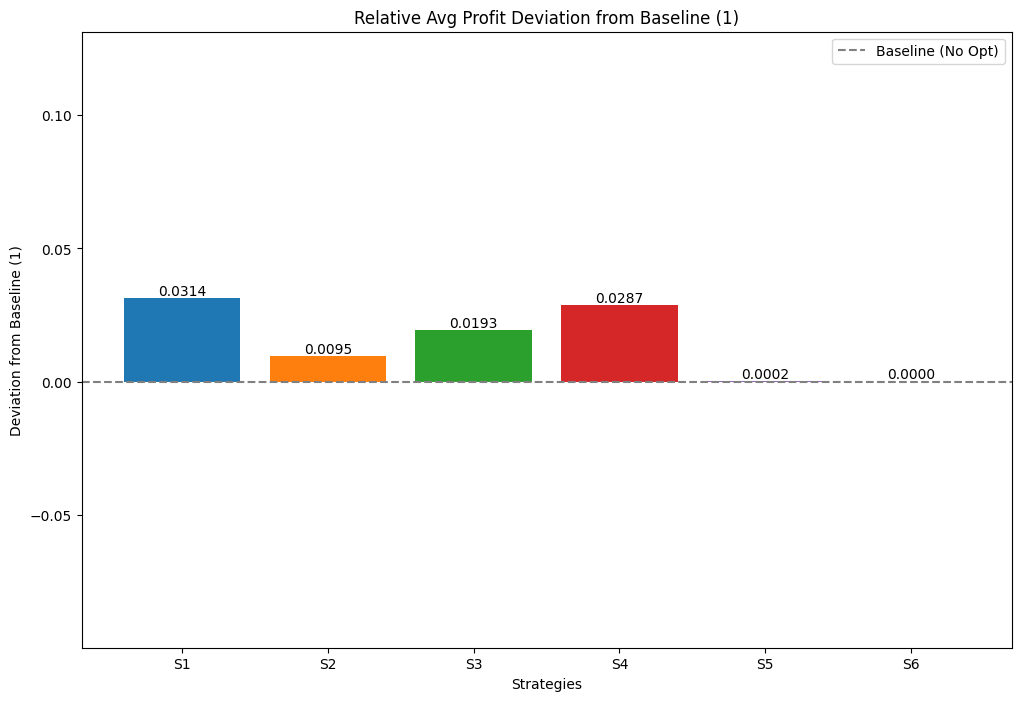 Relative Avg Profit Deviation from Baseline (1)
Baseline (No Opt)
Deviation from Baseline (1)
0.10
0.05
0.00
−0.05
0.0314
0.0095
0.0193
0.0287
0.0002
0.0000
S1
S2
S3
S4
S5
S6
Strategies